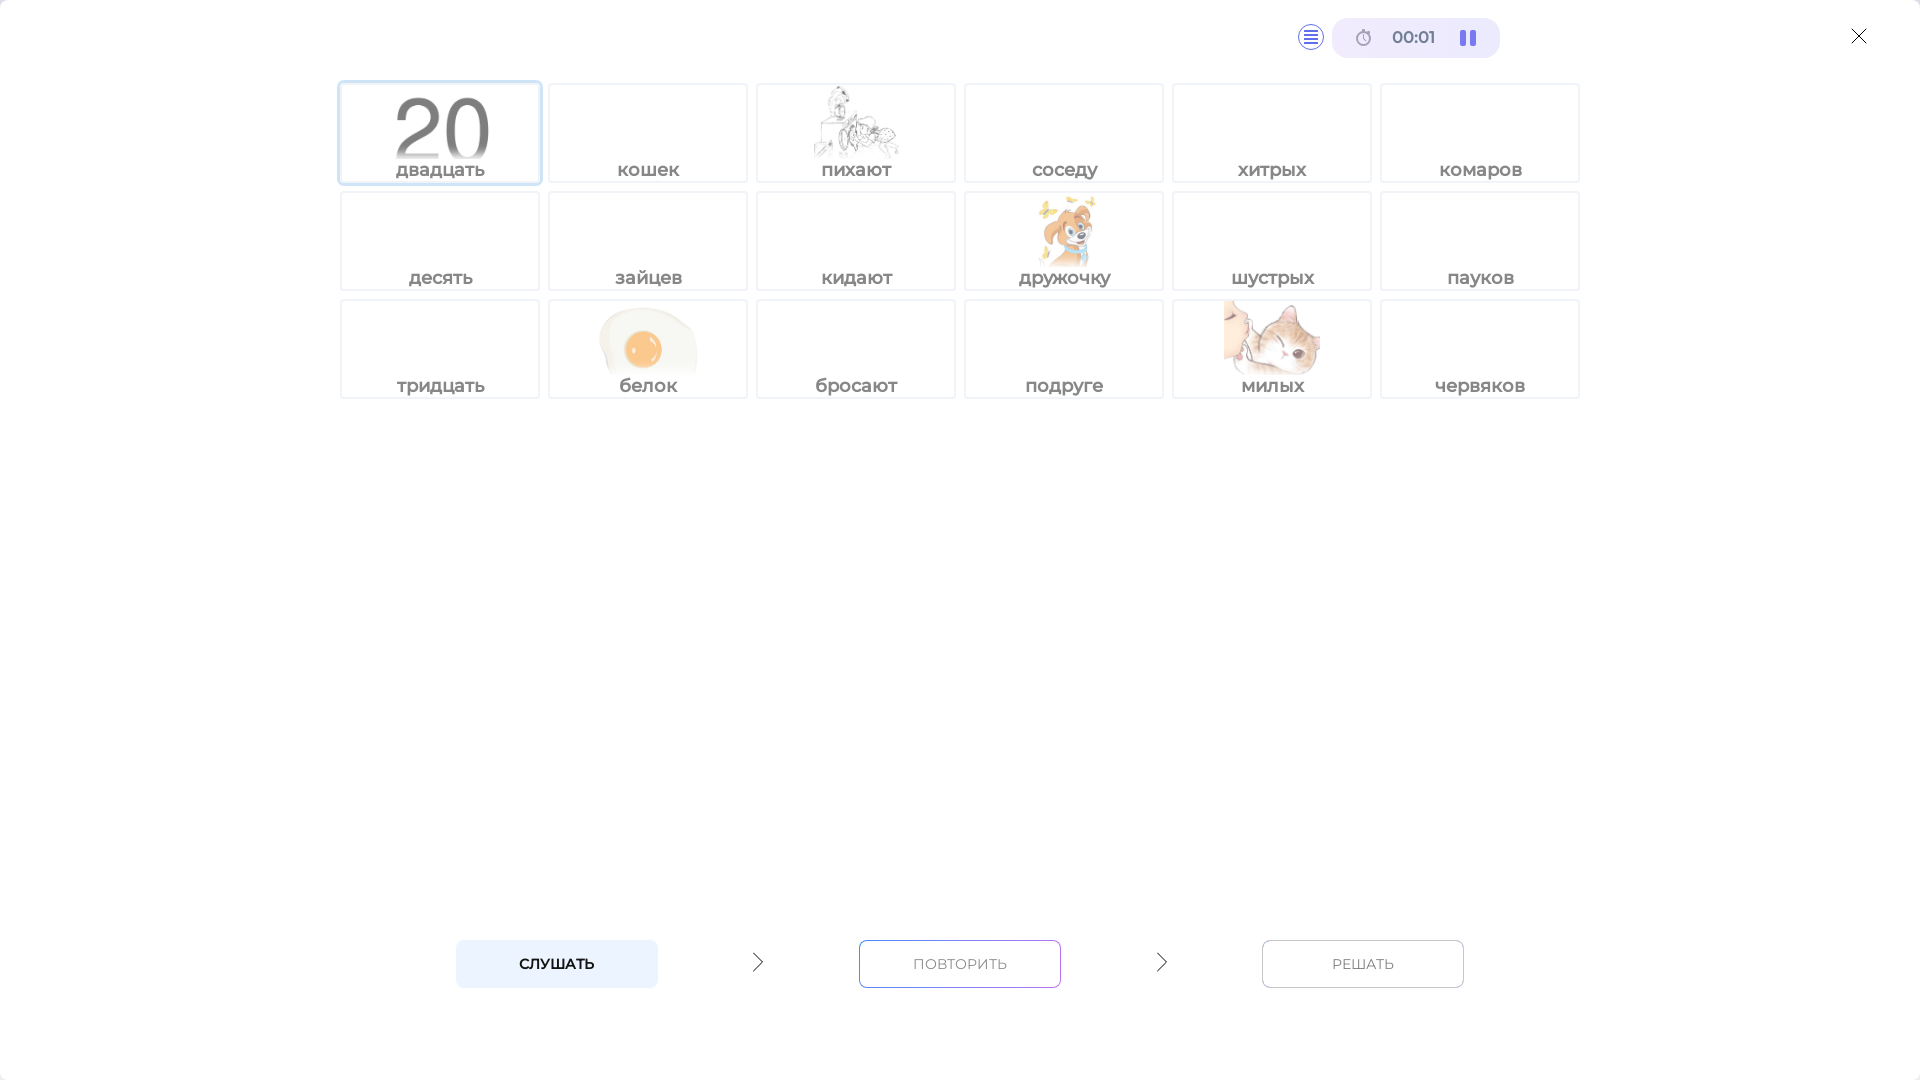 00:01
20
двадцать кошек пихают соседу хитрых комаров
десять зайцев кидают дружочку шустрых пауков
тридцать белок бросают подруге милых червяков
СЛУШАТЬ ПОВТОРИТЬ РЕШАТЬ